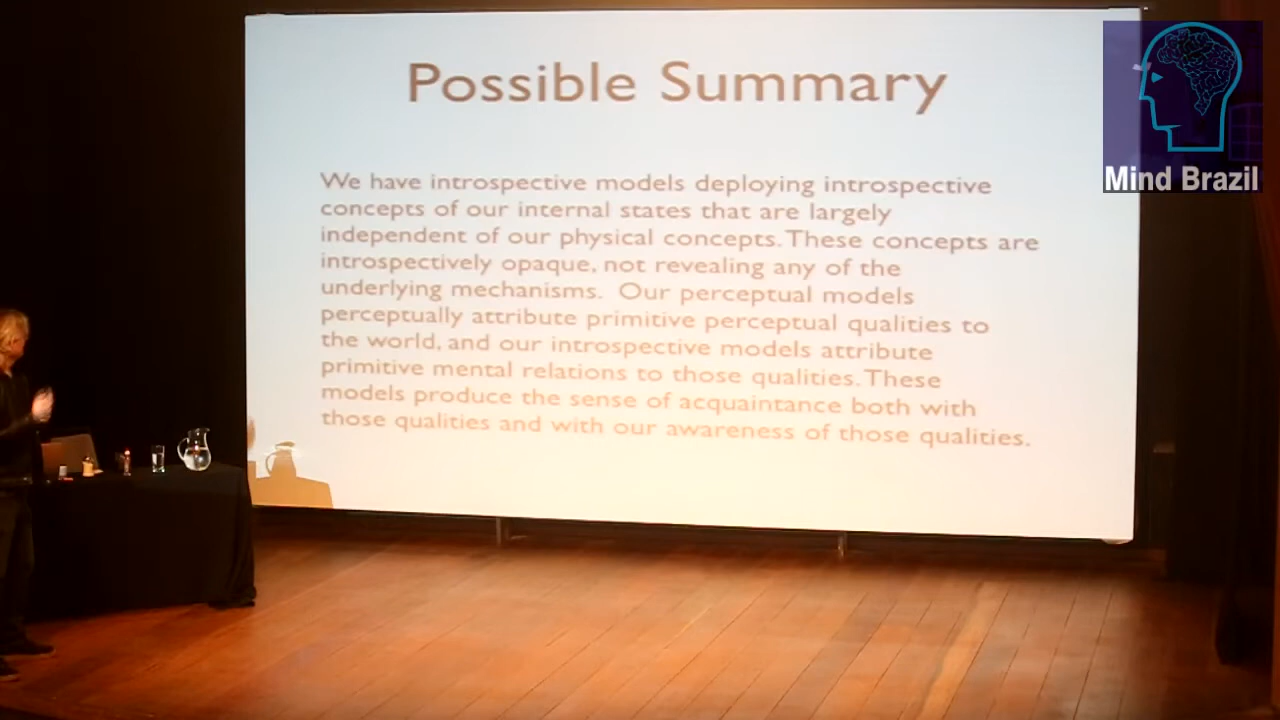 Possible Summary
We have introspective models deploying introspective
concepts of our internal states that are largely
independent of our physical concepts. These concepts are
introspectively opaque, not revealing any of the
underlying mechanisms. Our perceptual models
perceptually attribute primitive perceptual qualities to
the world, and our introspective models attribute
primitive mental relations to those qualities. These
models produce the sense of acquaintance both with
those qualities and with our awareness of those qualities.
Mind Brazil